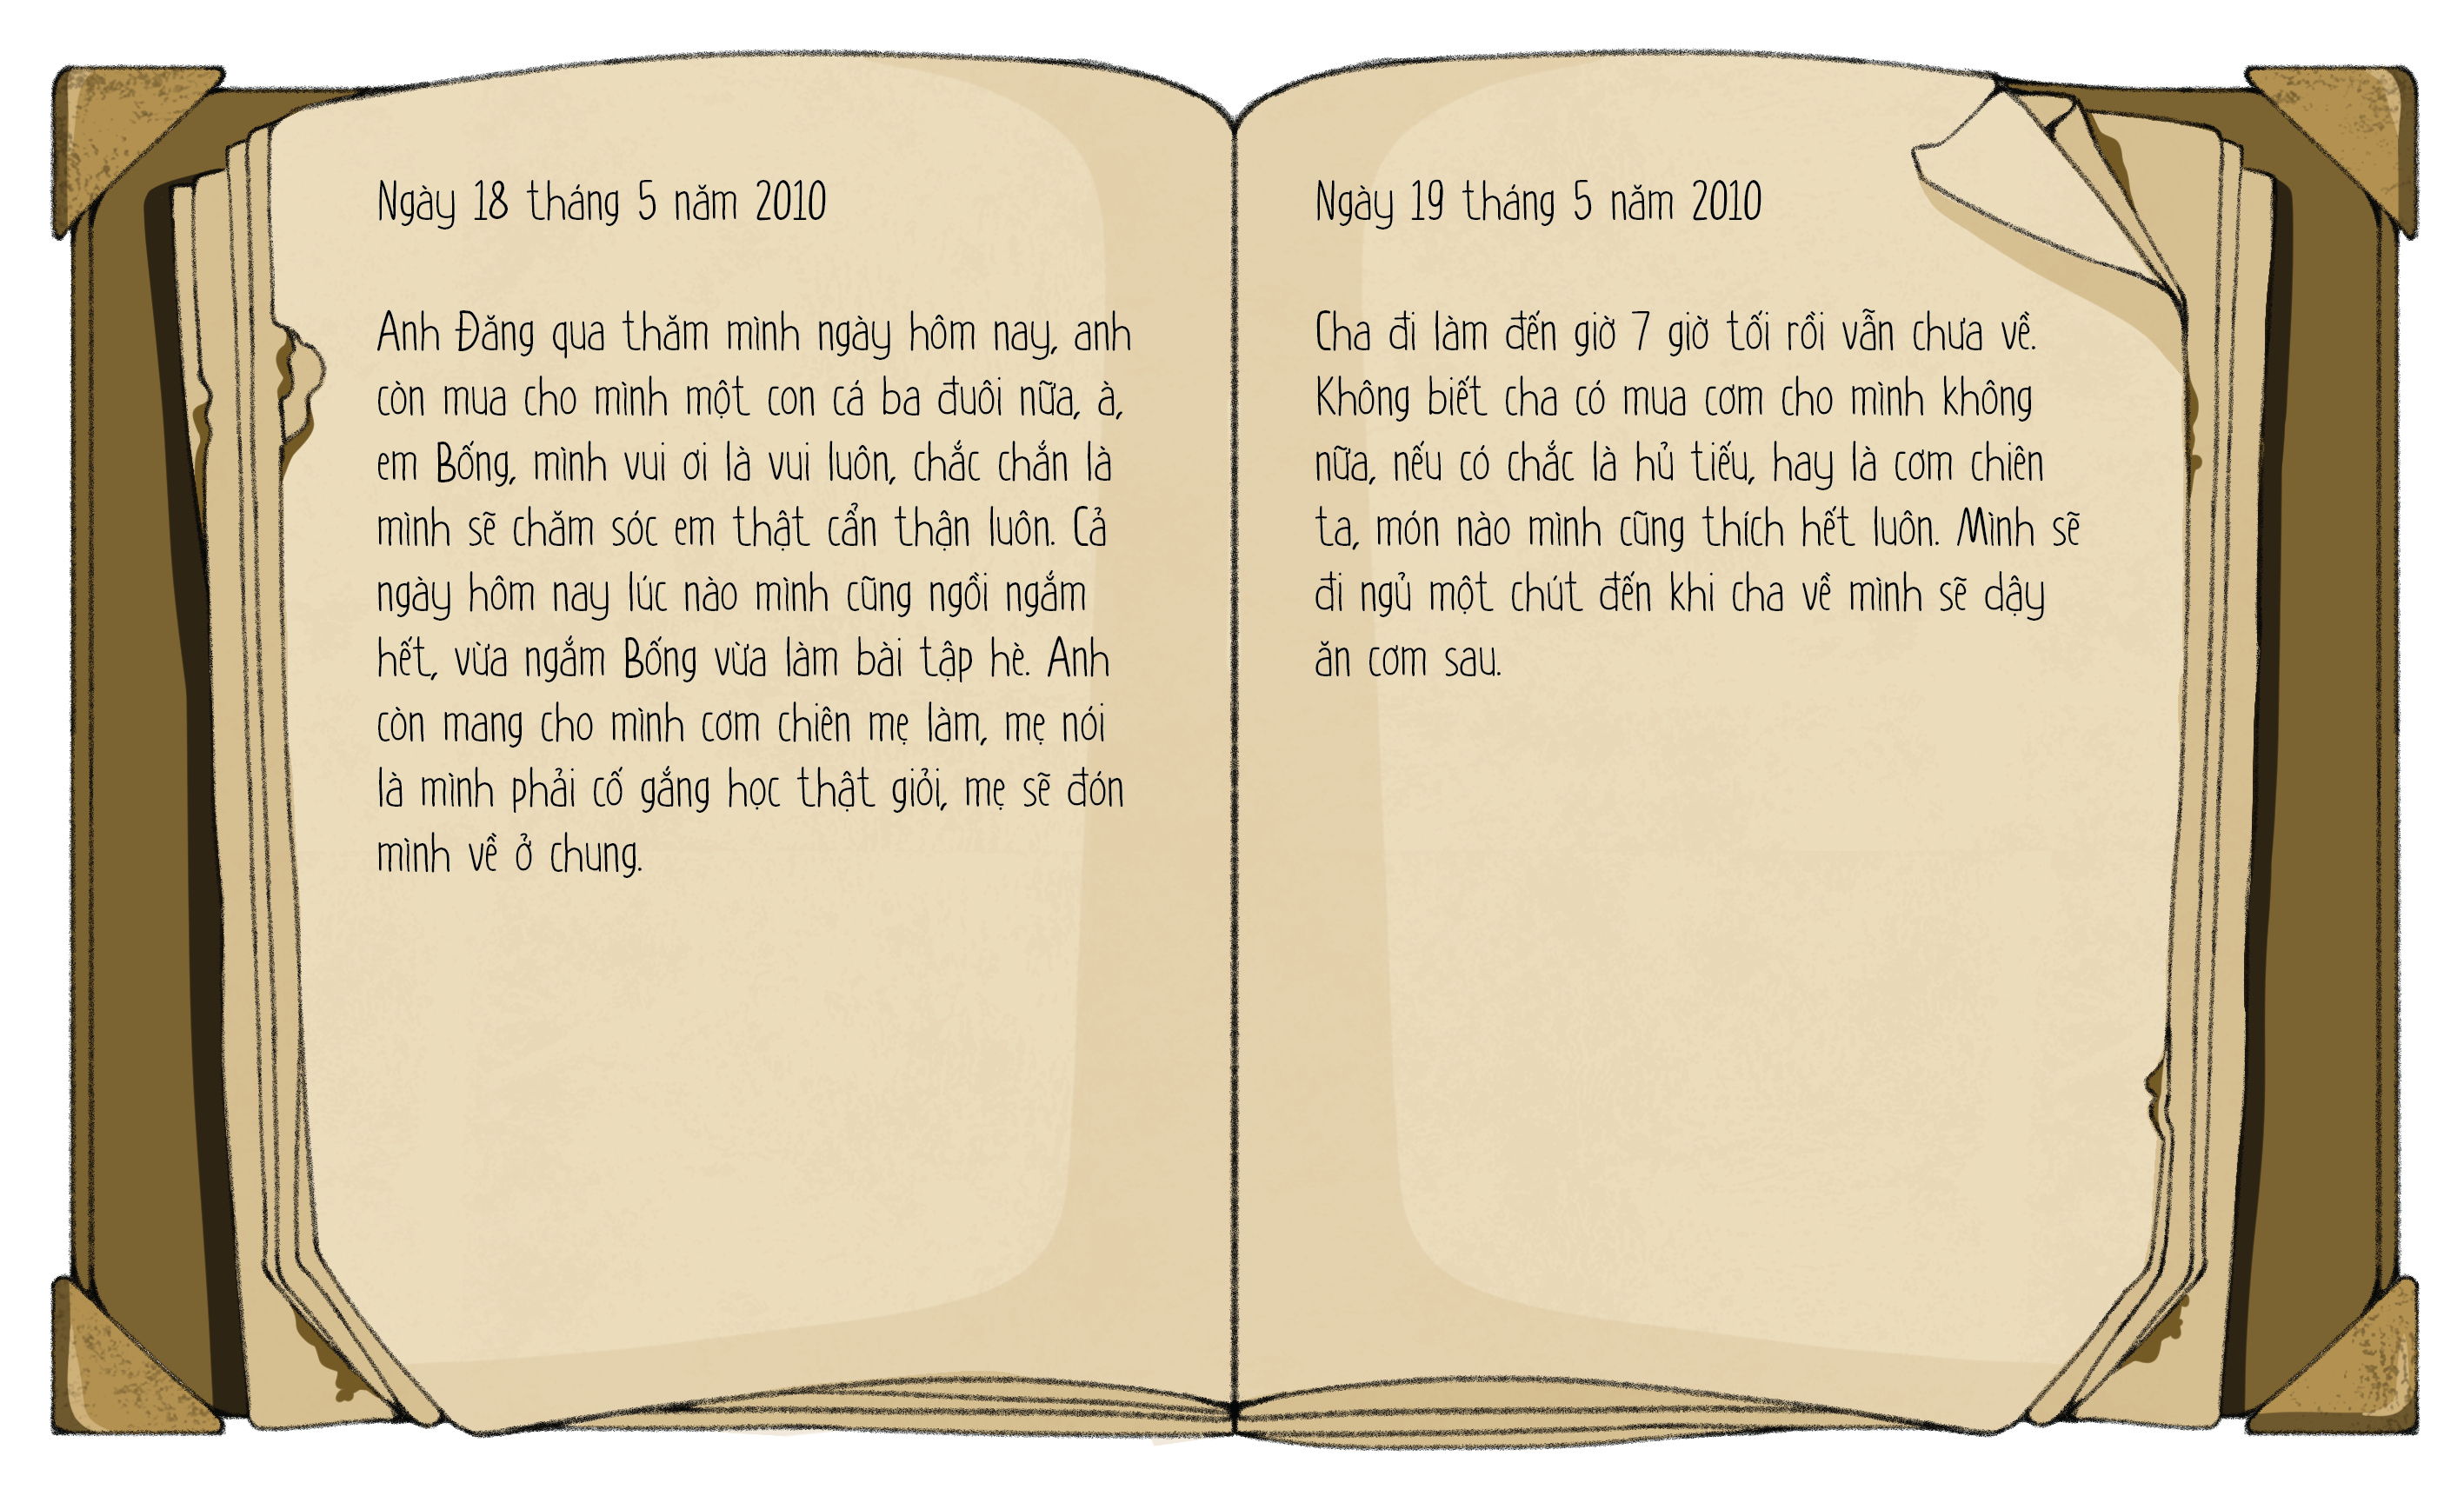 Ngày 18 tháng 5 năm 2010
Anh Đăng qua thăm mình ngày hôm nay, anh
còn mua cho mình một con cá ba đuôi nữa, à,
em Bống, mình vui ơi là vui luôn, chắc chắn là
mình sẽ chăm sóc em thật cẩn thận luôn. Cả
ngày hôm nay lúc nào mình cũng ngồi ngắm
hết, vừa ngắm Bống vừa làm bài tập hè. Anh
còn mang cho mình cơm chiên mẹ làm, mẹ nói
là mình phải cố gắng học thật giỏi, mẹ sẽ đón
mình về ở chung.
Ngày 19 tháng 5 năm 2010
Cha đi làm đến giờ 7 giờ tối rồi vẫn chưa về.
Không biết cha có mua cơm cho mình không
nữa, nếu có chắc là hủ tiếu, hay là cơm chiên
ta, món nào mình cũng thích hết luôn. Mình sẽ
đi ngủ một chút đến khi cha về mình sẽ dậy
ăn cơm sau.